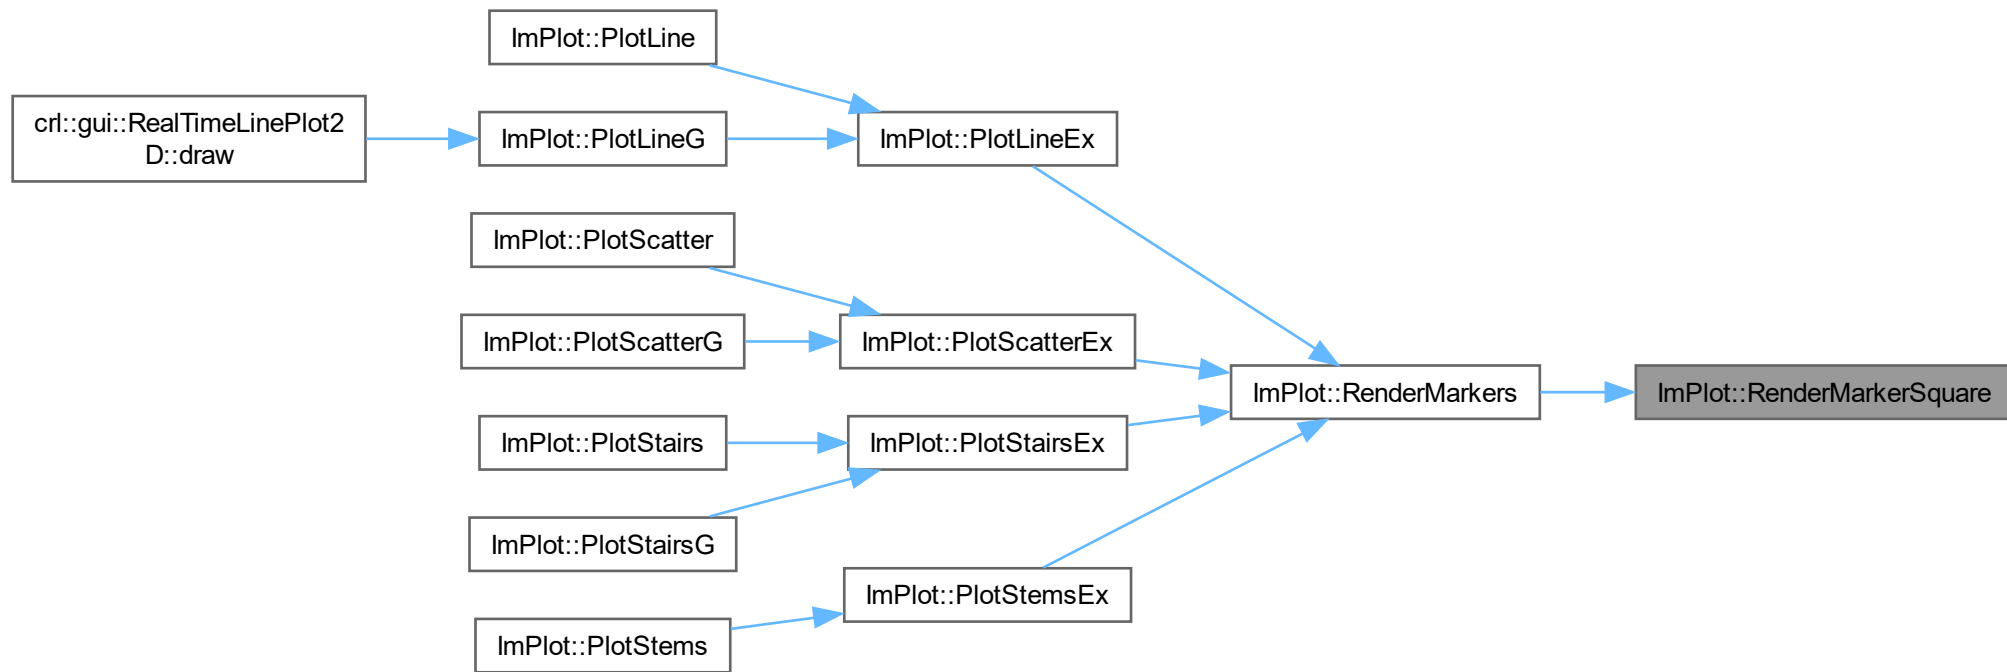 ImPlot::PlotLine
crl::gui::RealTimeLinePlot2
D::draw
ImPlot::PlotLineG
ImPlot::PlotLineEx
ImPlot::PlotScatter
ImPlot::PlotScatterG
ImPlot::PlotScatterEx
ImPlot::RenderMarkers
ImPlot::RenderMarkerSquare
ImPlot::PlotStairs
ImPlot::PlotStairsEx
ImPlot::PlotStairsG
ImPlot::PlotStemsEx
ImPlot::PlotStems